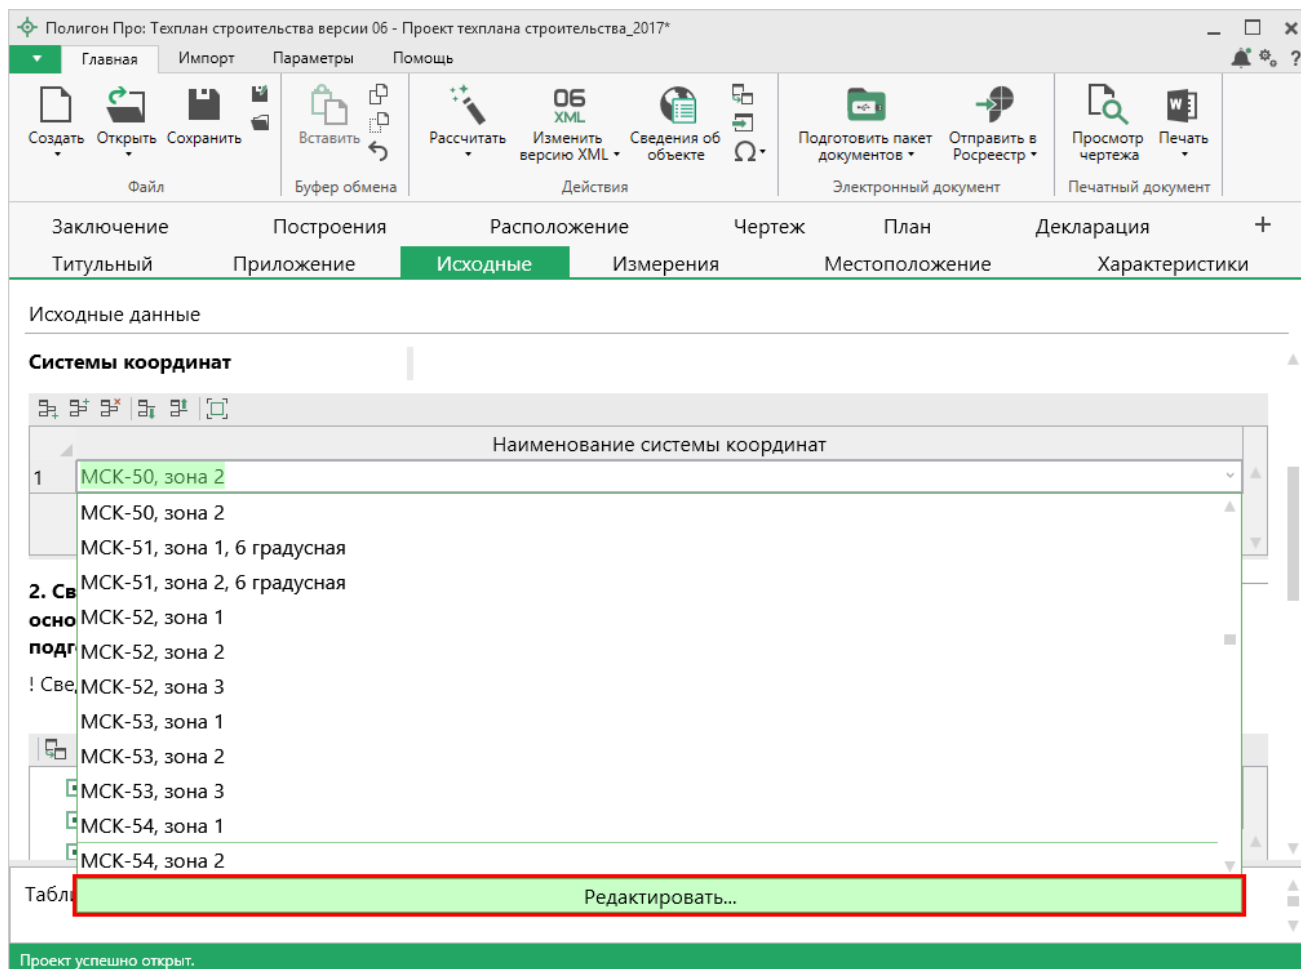 Полигон Про: Техплан строительства версии 06 - Проект техплана строительства_2017*
Главная Импорт Параметры Помощь
?
Создать Открыть Сохранить
Файл
Вставить
Буфер обмена
06
XML
Рассчитать Изменить версию XML Сведения об объекте
Ω
Действия
Подготовить пакет документов Отправить в Росреестр
Электронный документ
W
Просмотр чертежа Печать
Печатный документ
Заключение Построения Расположение Чертеж План Декларация +
Титульный Приложение Исходные Измерения Местоположение Характеристики
Исходные данные
Системы координат
Наименование системы координат
1 МСК-50, зона 2
МСК-50, зона 2
МСК-51, зона 1, 6 градусная
МСК-51, зона 2, 6 градусная
2. Св
МСК-52, зона 1
осно
МСК-52, зона 2
подг
МСК-52, зона 3
! Све
МСК-53, зона 1
МСК-53, зона 2
МСК-53, зона 3
МСК-54, зона 1
МСК-54, зона 2
Табли
Редактировать...
Проект успешно открыт.